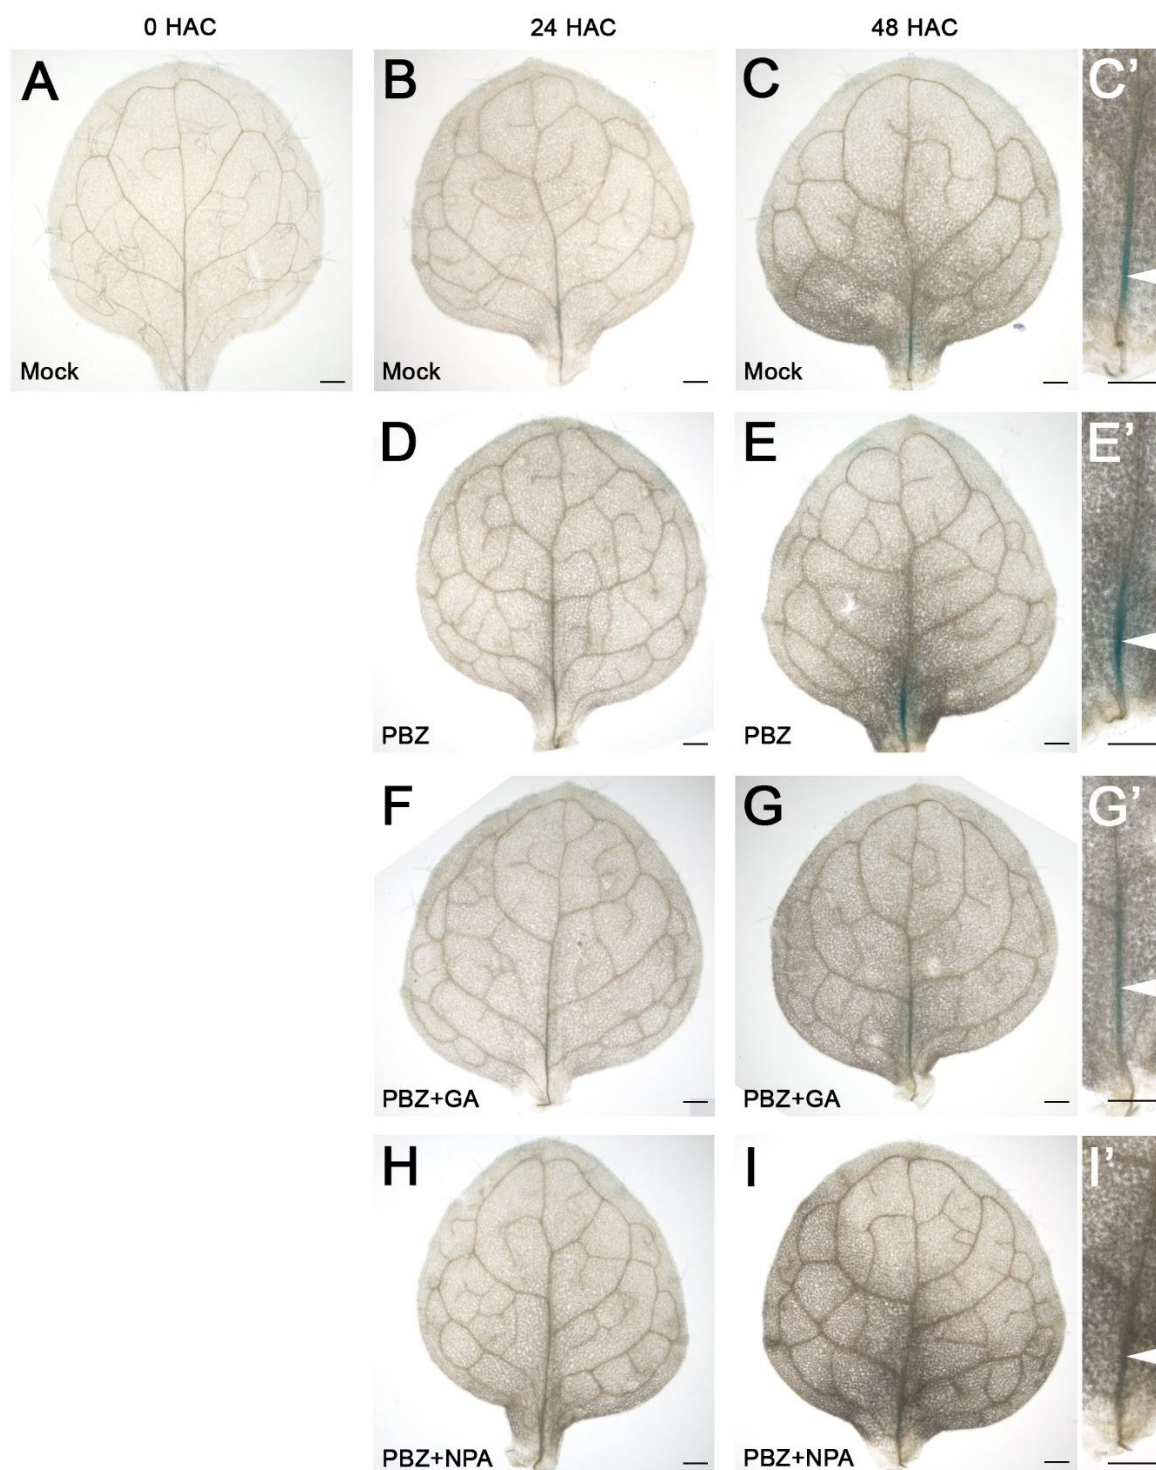 0 HAC 24 HAC 48 HAC
A B C C'
Mock Mock Mock
D E E'
PBZ PBZ
F G G'
PBZ+GA PBZ+GA
H I I'
PBZ+NPA PBZ+NPA